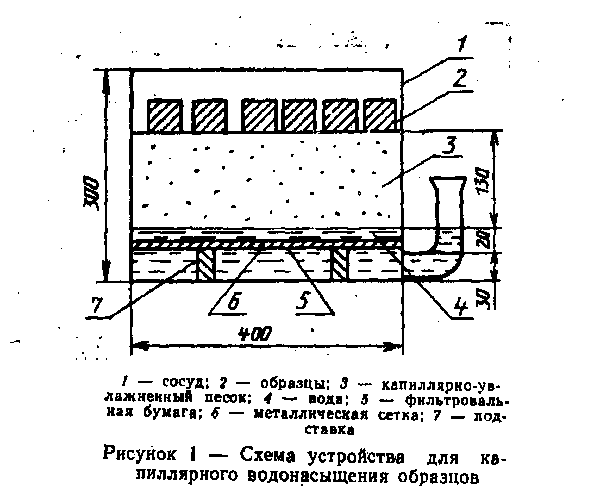 1
2
3
300
130
20
30
7
6
5
4
400
1 — сосуд; 2 — образцы; 3 — капиллярно-ув-
лажненный песок; 4 — вода; 5 — фильтроваль-
ная бумага; 6 — металлическая сетка; 7 — под-
ставка
Рисунок 1 — Схема устройства для ка-
пиллярного водонасыщения образцов